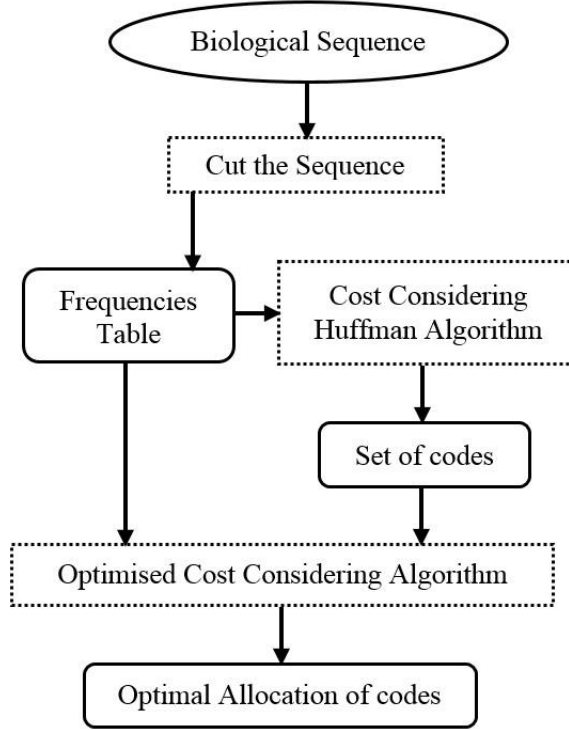 Biological Sequence
Cut the Sequence
Frequencies
Table
Cost Considering
Huffman Algorithm
Set of codes
Optimised Cost Considering Algorithm
Optimal Allocation of codes